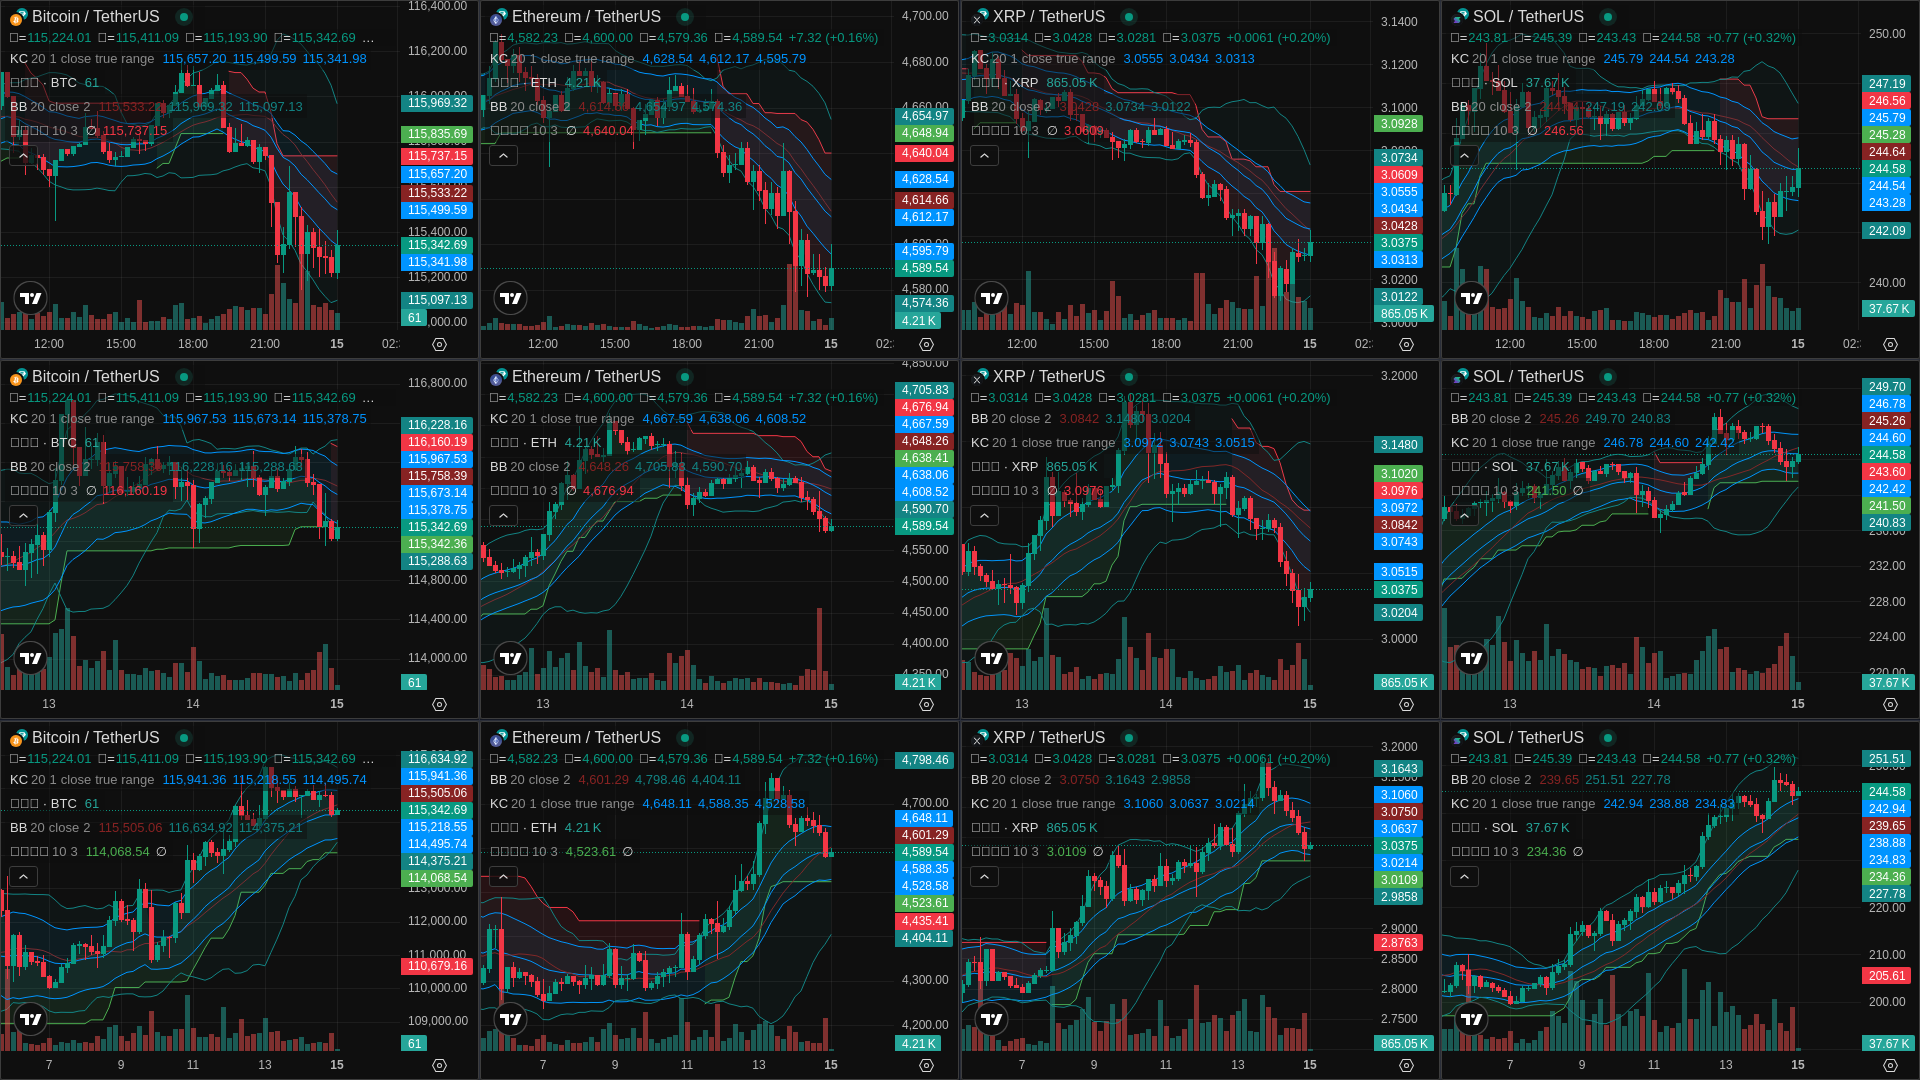 Bitcoin / TetherUS
□=115,224.01 □=115,411.09 □=115,193.90 □=115,342.69 ...
KC 20 1 close true range 115,657.20 115,499.59 115,341.98
□□□ · BTC 61
BB 20 close 2 115,533.22 115,969.32 115,097.13
□□□□ 10 3 ∅ 115,737.15
116,400.00
116,200.00
115,969.32
115,835.69
115,737.15
115,657.20
115,533.22
115,499.59
115,400.00
115,342.69
115,341.98
115,200.00
115,097.13
61
12:00 15:00 18:00 21:00 15
Ethereum / TetherUS
□=4,582.23 □=4,600.00 □=4,579.36 □=4,589.54 +7.32 (+0.16%)
KC 20 1 close true range 4,628.54 4,612.17 4,595.79
□□□ · ETH 4.21 K
BB 20 close 2 4,614.66 4,654.97 4,574.36
□□□□ 10 3 ∅ 4,640.04
4,700.00
4,680.00
4,660.00
4,654.97
4,648.94
4,640.04
4,628.54
4,614.66
4,612.17
4,600.00
4,595.79
4,589.54
4,580.00
4,574.36
4.21 K
12:00 15:00 18:00 21:00 15
XRP / TetherUS
□=3.0314 □=3.0428 □=3.0281 □=3.0375 +0.0061 (+0.20%)
KC 20 1 close true range 3.0555 3.0434 3.0313
□□□ · XRP 865.05 K
BB 20 close 2 3.0428 3.0734 3.0122
□□□□ 10 3 ∅ 3.0609
3.1400
3.1200
3.1000
3.0928
3.0734
3.0609
3.0555
3.0434
3.0428
3.0375
3.0313
3.0200
3.0122
865.05 K
3.0000
12:00 15:00 18:00 21:00 15
SOL / TetherUS
□=243.81 □=245.39 □=243.43 □=244.58 +0.77 (+0.32%)
KC 20 1 close true range 245.79 244.54 243.28
□□□ · SOL 37.67 K
BB 20 close 2 244.64 247.19 242.09
□□□□ 10 3 ∅ 246.56
250.00
247.19
246.56
245.79
245.28
244.64
244.58
244.54
243.28
242.09
240.00
37.67 K
12:00 15:00 18:00 21:00 15
Bitcoin / TetherUS
□=115,224.01 □=115,411.09 □=115,193.90 □=115,342.69 ...
KC 20 1 close true range 115,967.53 115,673.14 115,378.75
□□□ · BTC 61
BB 20 close 2 115,758.39 116,228.16 115,288.63
□□□□ 10 3 ∅ 116,160.19
116,800.00
116,228.16
116,160.19
115,967.53
115,758.39
115,673.14
115,378.75
115,342.69
115,342.36
115,288.63
114,800.00
114,400.00
114,000.00
61
13 14 15
Ethereum / TetherUS
□=4,582.23 □=4,600.00 □=4,579.36 □=4,589.54 +7.32 (+0.16%)
KC 20 1 close true range 4,667.59 4,638.06 4,608.52
□□□ · ETH 4.21 K
BB 20 close 2 4,648.26 4,705.83 4,590.70
□□□□ 10 3 ∅ 4,676.94
4,850.00
4,705.83
4,676.94
4,667.59
4,648.26
4,638.41
4,638.06
4,608.52
4,590.70
4,589.54
4,550.00
4,500.00
4,450.00
4,400.00
4,350.00
4.21 K
13 14 15
XRP / TetherUS
□=3.0314 □=3.0428 □=3.0281 □=3.0375 +0.0061 (+0.20%)
BB 20 close 2 3.0842 3.1480 3.0204
KC 20 1 close true range 3.0972 3.0743 3.0515
□□□ · XRP 865.05 K
□□□□ 10 3 ∅ 3.0976
3.2000
3.1480
3.1020
3.0976
3.0972
3.0842
3.0743
3.0515
3.0375
3.0204
3.0000
865.05 K
13 14 15
SOL / TetherUS
□=243.81 □=245.39 □=243.43 □=244.58 +0.77 (+0.32%)
BB 20 close 2 245.26 249.70 240.83
KC 20 1 close true range 246.78 244.60 242.42
□□□ · SOL 37.67 K
□□□□ 10 3 241.50 ∅
249.70
246.78
245.26
244.60
244.58
243.60
242.42
241.50
240.83
236.00
232.00
228.00
224.00
220.00
37.67 K
13 14 15
Bitcoin / TetherUS
□=115,224.01 □=115,411.09 □=115,193.90 □=115,342.69 ...
KC 20 1 close true range 115,941.36 115,218.55 114,495.74
□□□ · BTC 61
BB 20 close 2 115,505.06 116,634.92 114,375.21
□□□□ 10 3 114,068.54 ∅
116,634.92
115,941.36
115,505.06
115,342.69
115,218.55
114,495.74
114,375.21
114,068.54
113,000.00
112,000.00
111,000.00
110,679.16
110,000.00
109,000.00
61
7 9 11 13 15
Ethereum / TetherUS
□=4,582.23 □=4,600.00 □=4,579.36 □=4,589.54 +7.32 (+0.16%)
BB 20 close 2 4,601.29 4,798.46 4,404.11
KC 20 1 close true range 4,648.11 4,588.35 4,528.58
□□□ · ETH 4.21 K
□□□□ 10 3 4,523.61 ∅
4,798.46
4,700.00
4,648.11
4,601.29
4,589.54
4,588.35
4,528.58
4,523.61
4,435.41
4,404.11
4,300.00
4,200.00
4.21 K
7 9 11 13 15
XRP / TetherUS
□=3.0314 □=3.0428 □=3.0281 □=3.0375 +0.0061 (+0.20%)
BB 20 close 2 3.0750 3.1643 2.9858
KC 20 1 close true range 3.1060 3.0637 3.0214
□□□ · XRP 865.05 K
□□□□ 10 3 3.0109 ∅
3.2000
3.1643
3.1060
3.0750
3.0637
3.0375
3.0214
3.0109
2.9858
2.9000
2.8763
2.8500
2.8000
2.7500
865.05 K
7 9 11 13 15
SOL / TetherUS
□=243.81 □=245.39 □=243.43 □=244.58 +0.77 (+0.32%)
BB 20 close 2 239.65 251.51 227.78
KC 20 1 close true range 242.94 238.88 234.83
□□□ · SOL 37.67 K
□□□□ 10 3 234.36 ∅
251.51
244.58
242.94
239.65
238.88
234.83
234.36
227.78
220.00
210.00
205.61
200.00
37.67 K
7 9 11 13 15